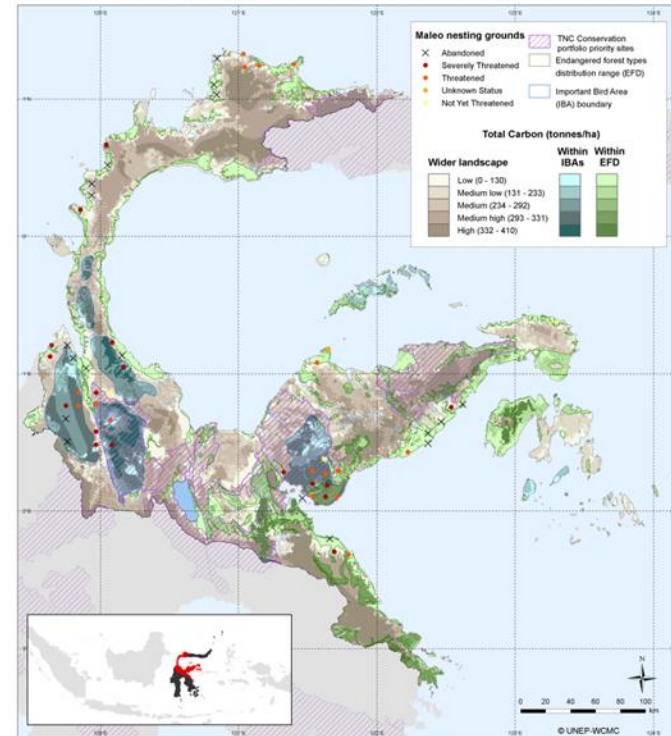 Maleo nesting grounds
Abandoned
Severely Threatened
Threatened
Unknown Status
Not Yet Threatened
TNC Conservation
portfolio priority sites
Endangered forest types
distribution range (EFD)
Important Bird Area
(IBA) boundary
Total Carbon (tonnes/ha)
Wider landscape
Within
IBAs
Within
EFD
Low (0 - 130)
Medium low (131 - 233)
Medium (234 - 292)
Medium high (293 - 331)
High (332 - 410)
N
0 20 40 60 80 100
km
© UNEP-WCMC